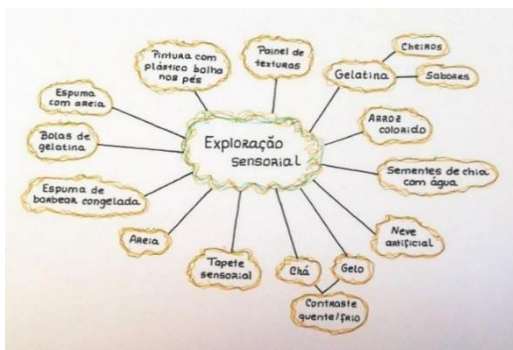 Exploração
sensorial
Pintura com
plástico bolha
nos pés
Painel de
texturas
Gelatina
Cheiros
Sabores
Arroz
colorido
Sementes de chia
com água
Neve
artificial
Gelo
Chá
Contraste
quente/frio
Tapete
sensorial
Areia
Espuma de
barbear congelada
Bolas de
gelatina
Espuma
com areia